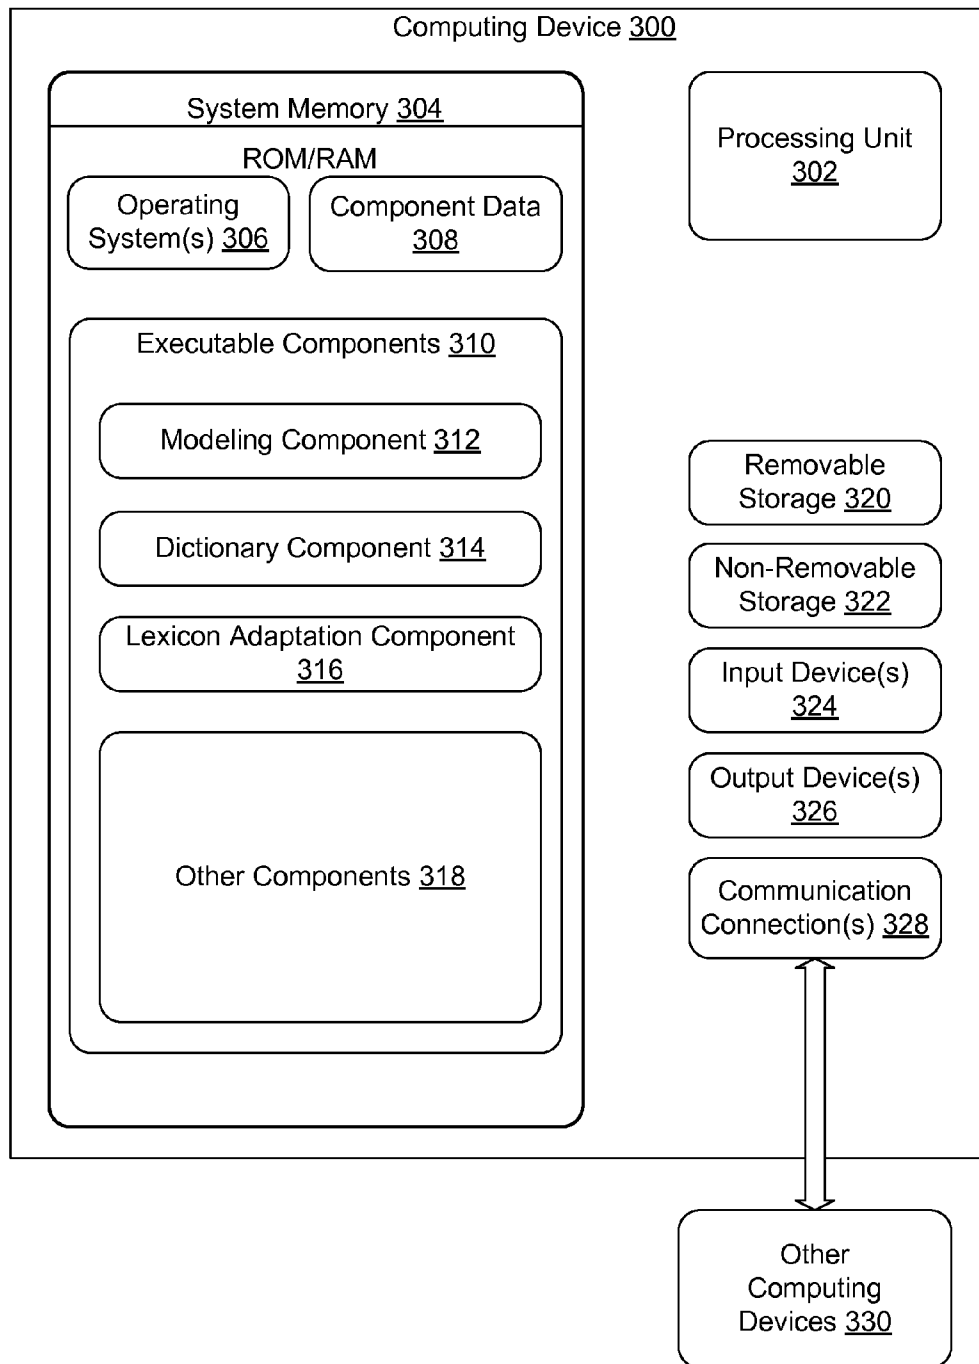 Computing Device 300
System Memory 304
ROM/RAM
Operating
System(s) 306
Component Data
308
Executable Components 310
Modeling Component 312
Dictionary Component 314
Lexicon Adaptation Component
316
Other Components 318
Processing Unit
302
Removable
Storage 320
Non-Removable
Storage 322
Input Device(s)
324
Output Device(s)
326
Communication
Connection(s) 328
Other
Computing
Devices 330